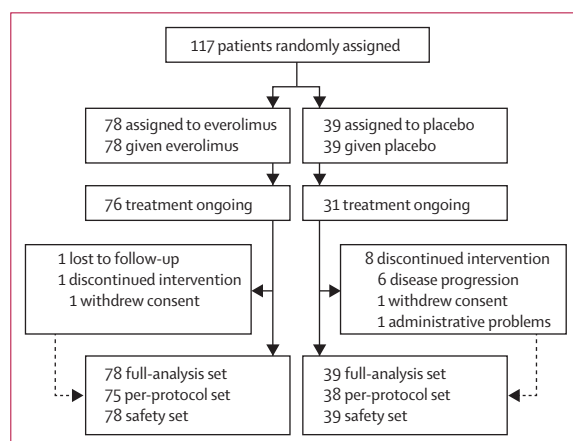 117 patients randomly assigned
78 assigned to everolimus
78 given everolimus
39 assigned to placebo
39 given placebo
76 treatment ongoing
31 treatment ongoing
1 lost to follow-up
1 discontinued intervention
1 withdrew consent
8 discontinued intervention
6 disease progression
1 withdrew consent
1 administrative problems
78 full-analysis set
75 per-protocol set
78 safety set
39 full-analysis set
38 per-protocol set
39 safety set